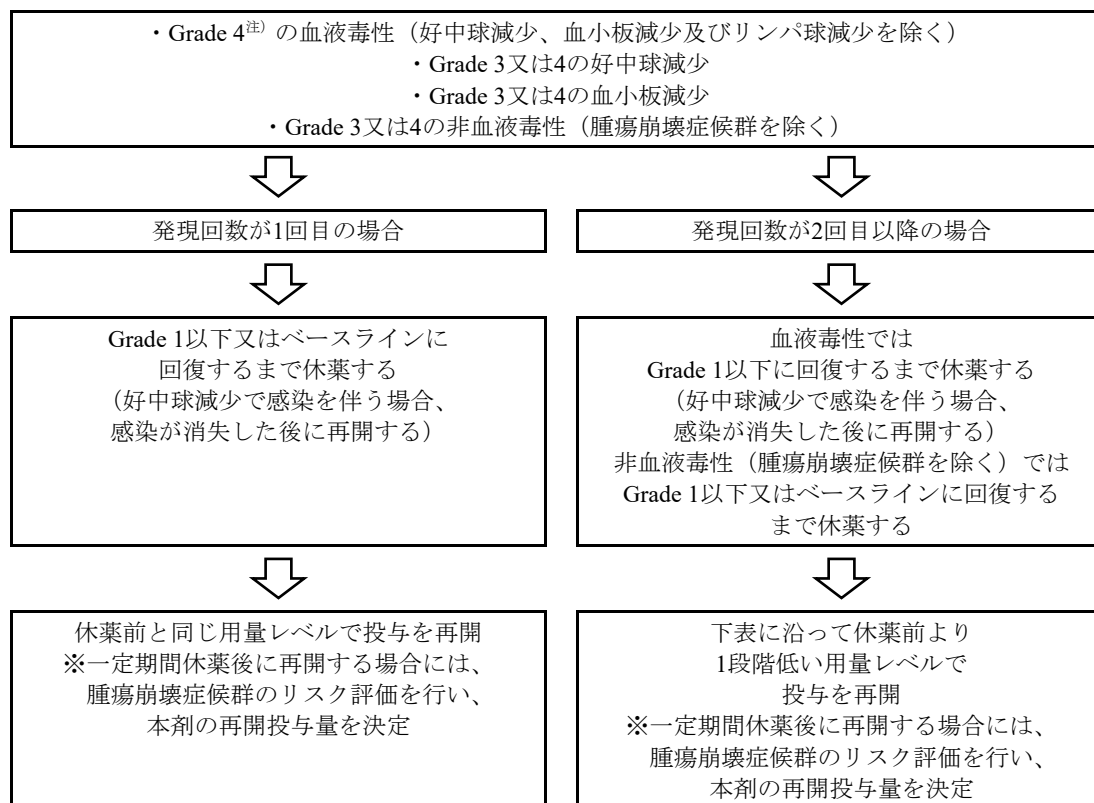 ・Grade 4注）の血液毒性（好中球減少、血小板減少及びリンパ球減少を除く）
・Grade 3又は4の好中球減少
・Grade 3又は4の血小板減少
・Grade 3又は4の非血液毒性（腫瘍崩壊症候群を除く）
発現回数が1回目の場合
Grade 1以下又はベースラインに
回復するまで休薬する
（好中球減少で感染を伴う場合、
感染が消失した後に再開する）
休薬前と同じ用量レベルで投与を再開
※一定期間休薬後に再開する場合には、
腫瘍崩壊症候群のリスク評価を行い、
本剤の再開投与量を決定
発現回数が2回目以降の場合
血液毒性では
Grade 1以下に回復するまで休薬する
（好中球減少で感染を伴う場合、
感染が消失した後に再開する）
非血液毒性（腫瘍崩壊症候群を除く）では
Grade 1以下又はベースラインに回復する
まで休薬する
下表に沿って休薬前より
1段階低い用量レベルで
投与を再開
※一定期間休薬後に再開する場合には、
腫瘍崩壊症候群のリスク評価を行い、
本剤の再開投与量を決定